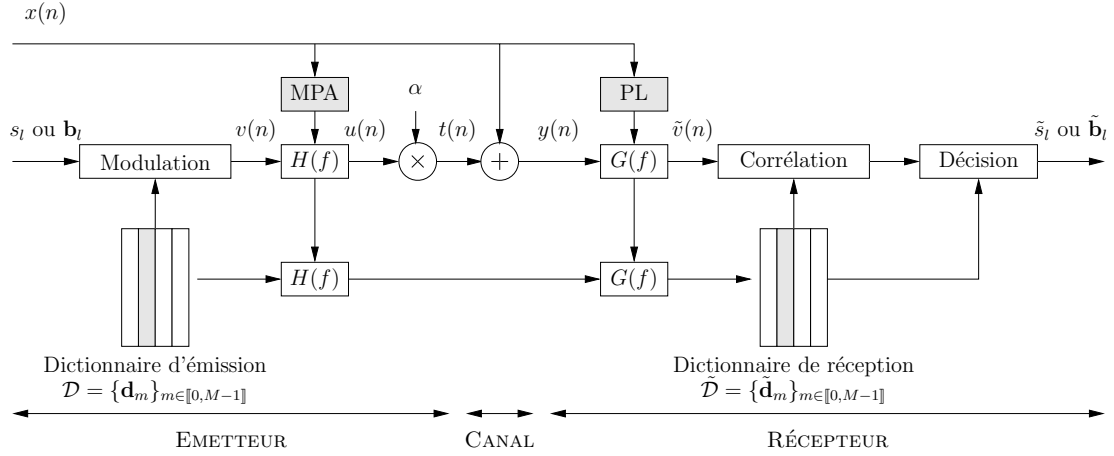 x(n)
MPA
α
PL
s_l ou b_l
v(n)
u(n)
t(n)
y(n)
ṽ(n)
s̃_l ou b̃_l
Modulation
H(f)
×
+
G(f)
Corrélation
Décision
H(f)
G(f)
Dictionnaire d'émission
𝒟 = {d_m}_{m∈⟦0,M−1⟧}
Dictionnaire de réception
𝒟̃ = {d̃_m}_{m∈⟦0,M−1⟧}
EMETTEUR
CANAL
RÉCEPTEUR